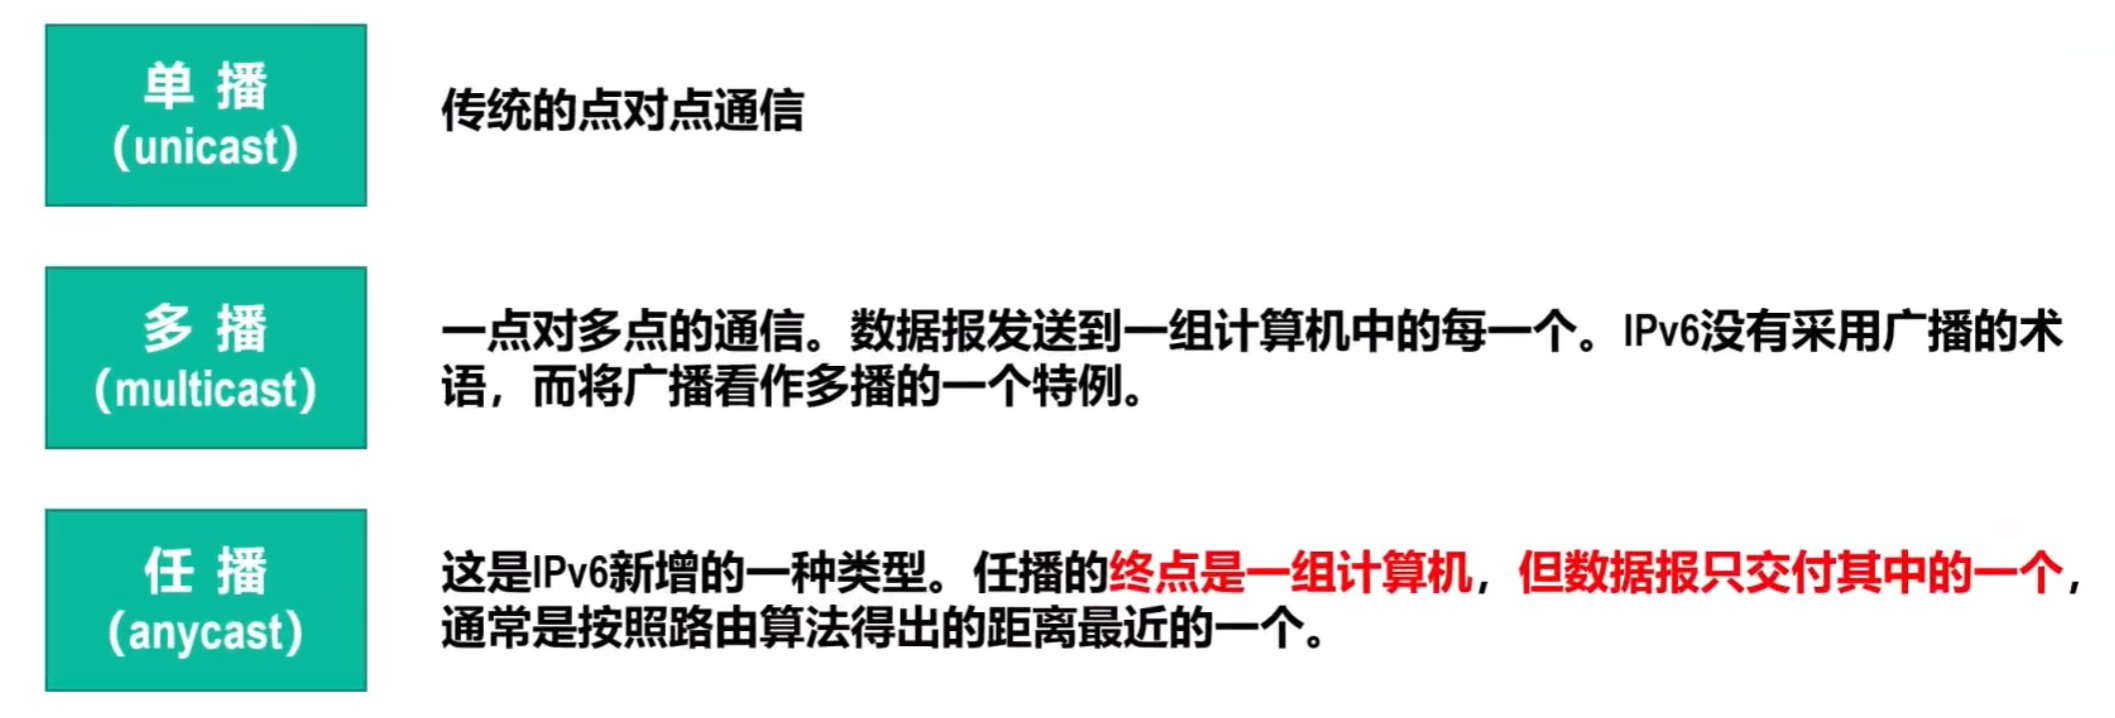 单 播
(unicast)
传统的点对点通信
多 播
(multicast)
一点对多点的通信。数据报发送到一组计算机中的每一个。IPv6没有采用广播的术
语，而将广播看作多播的一个特例。
任 播
(anycast)
这是IPv6新增的一种类型。任播的终点是一组计算机，但数据报只交付其中的一个，
通常是按照路由算法得出的距离最近的一个。